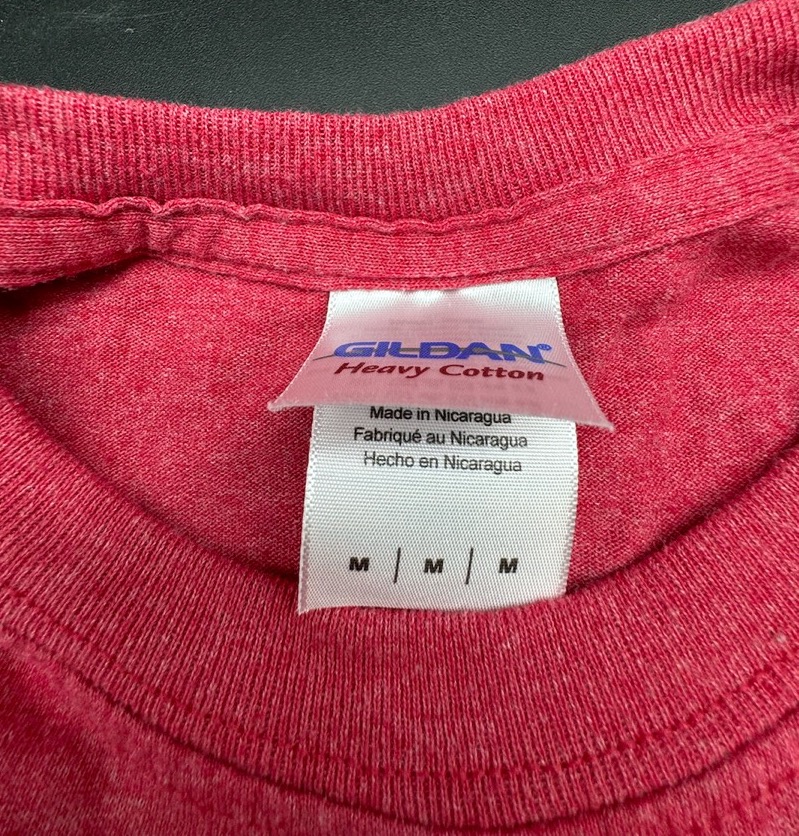 GILDAN®
Heavy Cotton
Made in Nicaragua
Fabriqué au Nicaragua
Hecho en Nicaragua
M | M | M